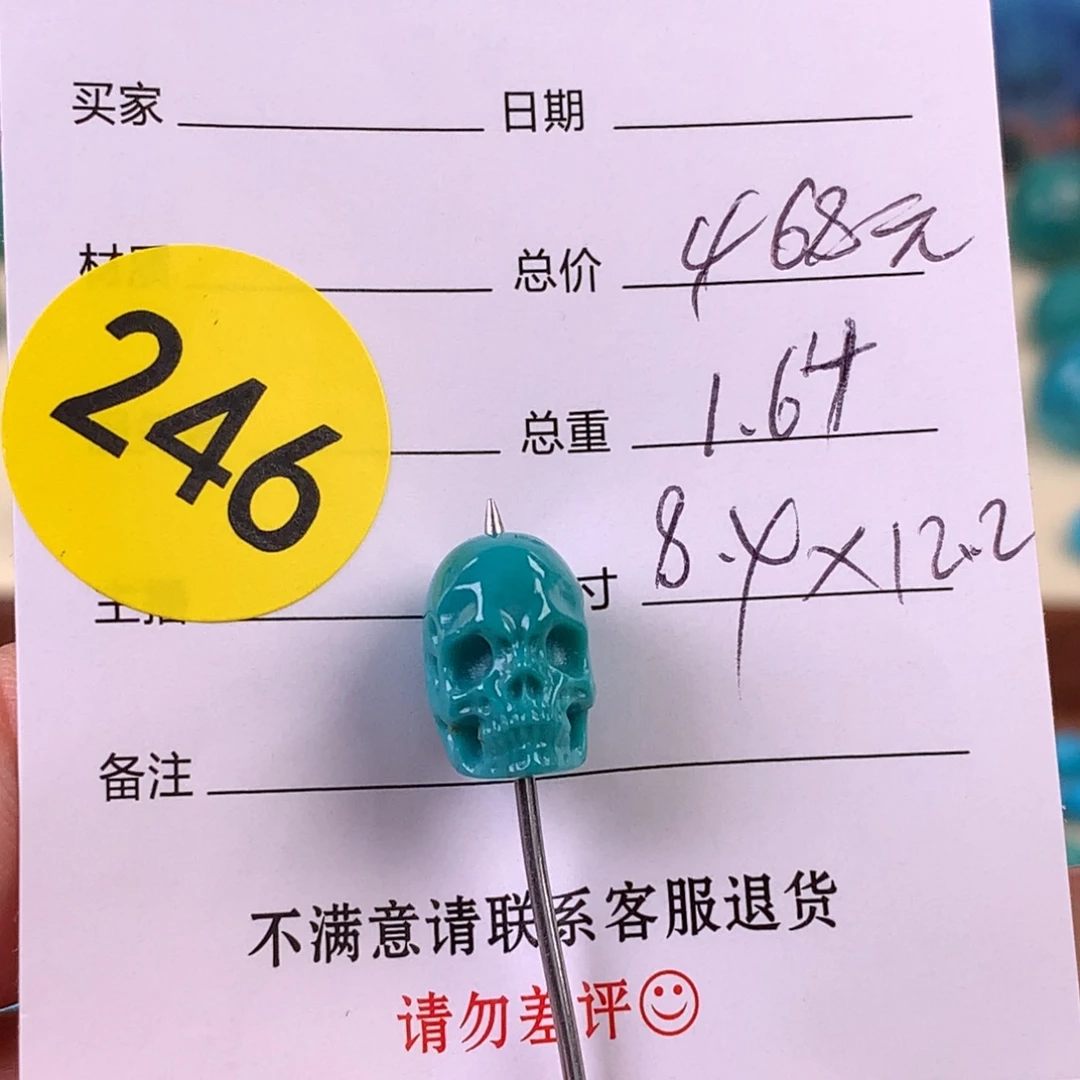 买家 日期
总价 468元
246
总重 1.64
寸 8.4×12.2
备注
不满意请联系客服退货
请勿差评